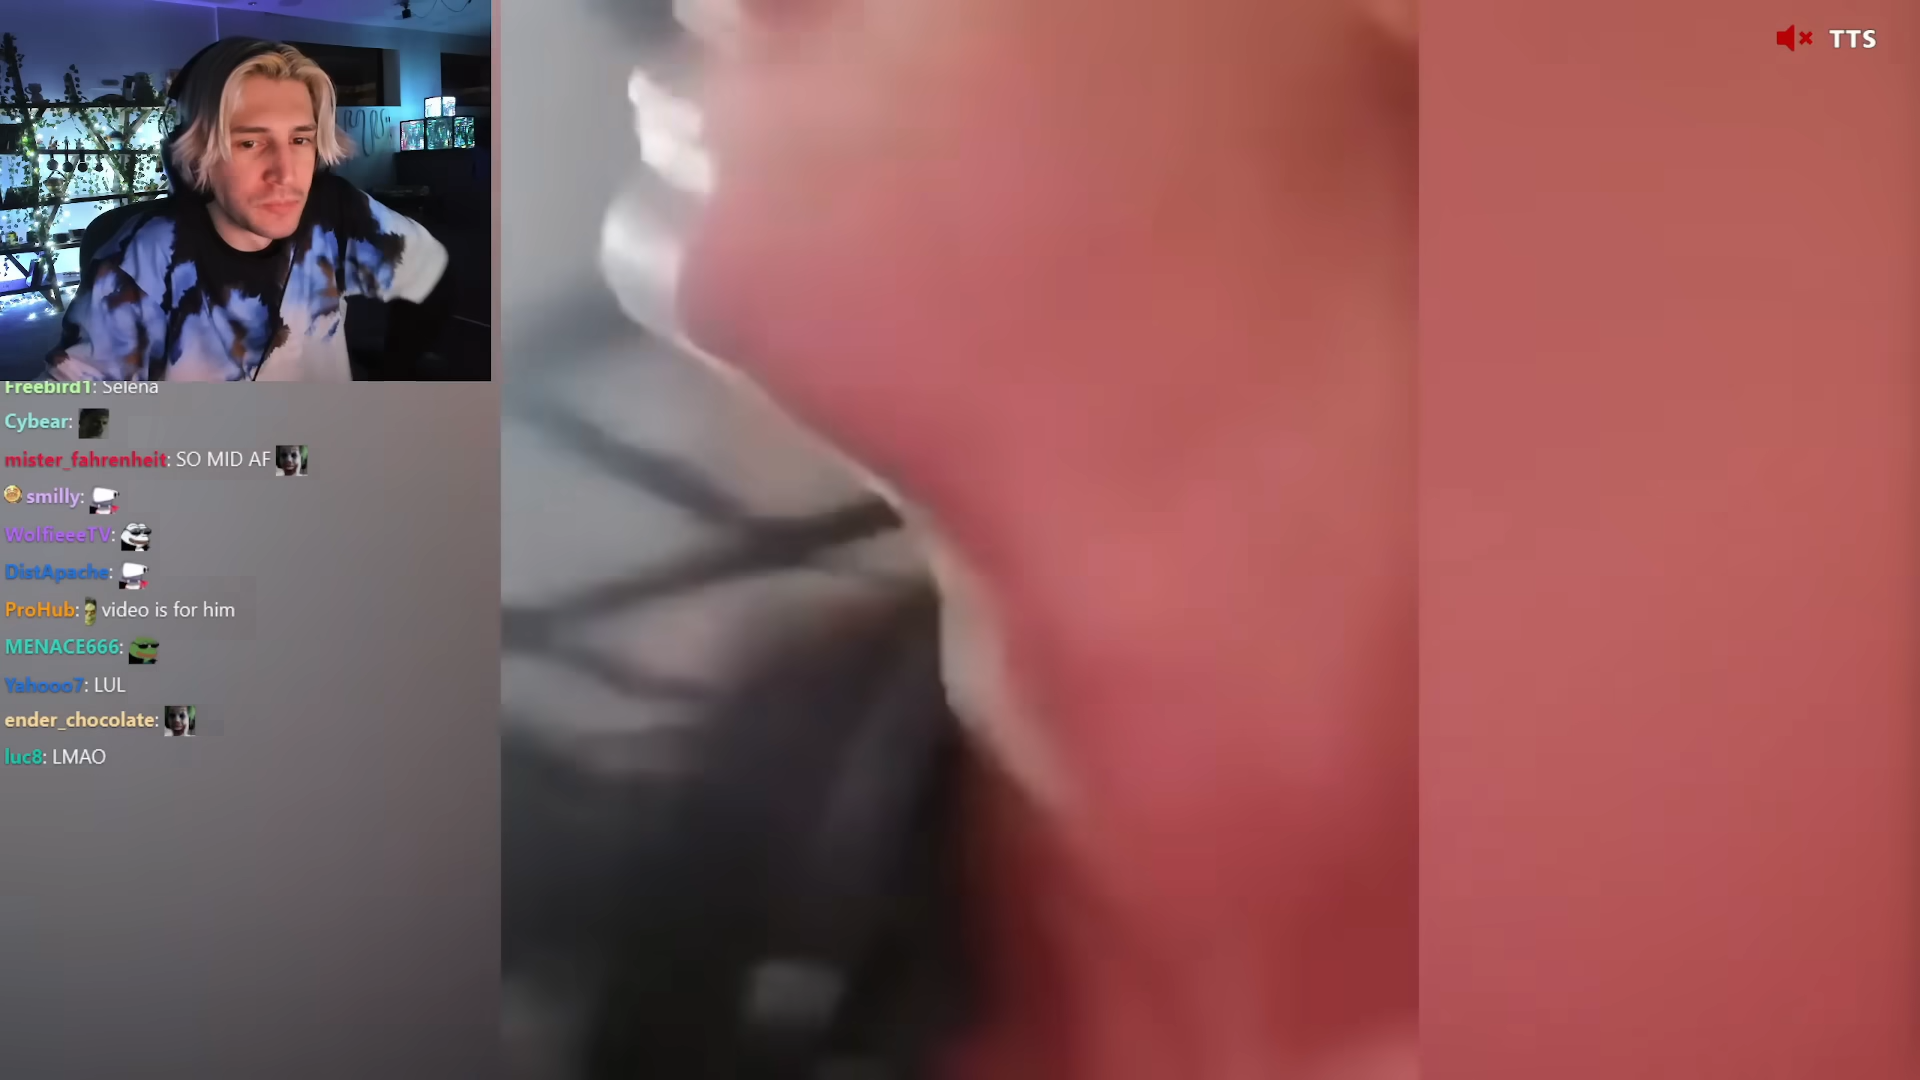 TTS
Freebird1: Selena
Cybear:
mister_fahrenheit: SO MID AF
smilly:
WolfieeeTV:
DistApache:
ProHub: video is for him
MENACE666:
Yahooo7: LUL
ender_chocolate:
luc8: LMAO